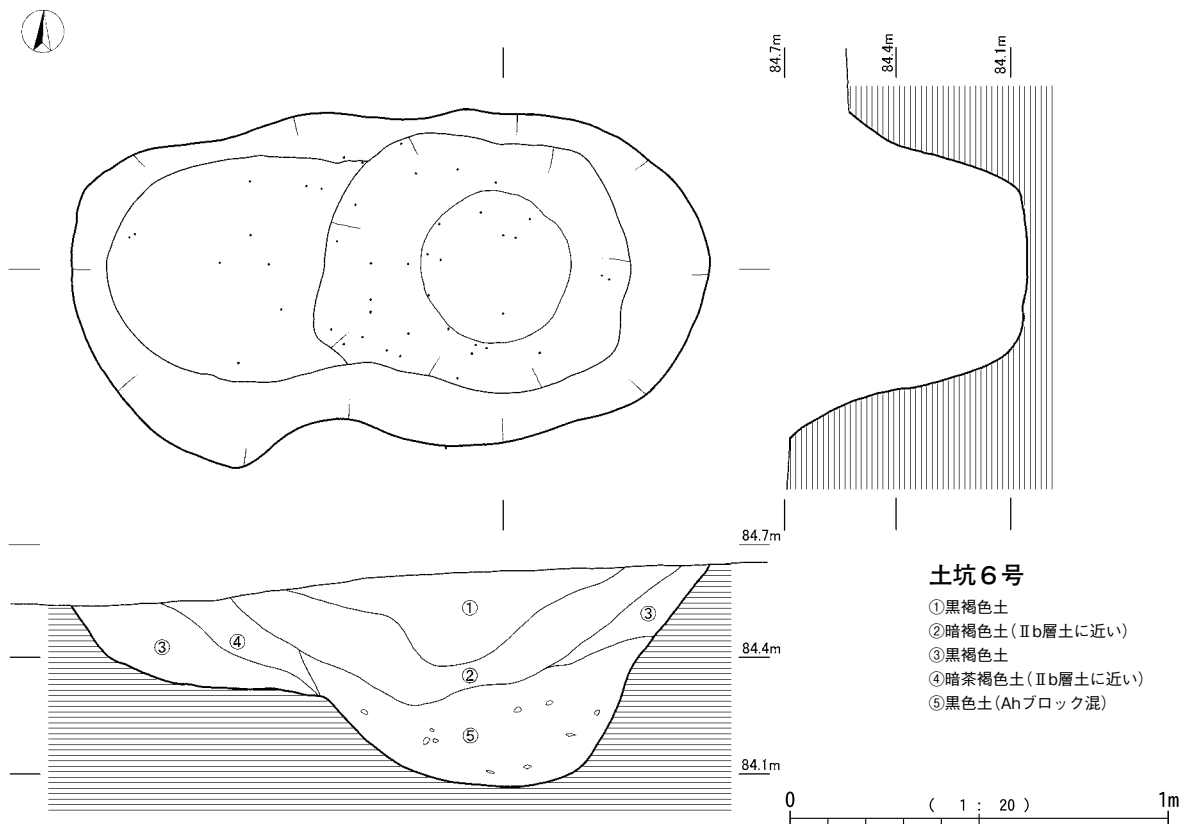 84.7m
84.4m
84.1m
84.7m
84.4m
84.1m
①
②
③
③
④
⑤
土坑6号
①黒褐色土
②暗褐色土(Ⅱb層土に近い)
③黒褐色土
④暗茶褐色土(Ⅱb層土に近い)
⑤黒色土(Ahブロック混)
0 ( 1 : 20 ) 1m